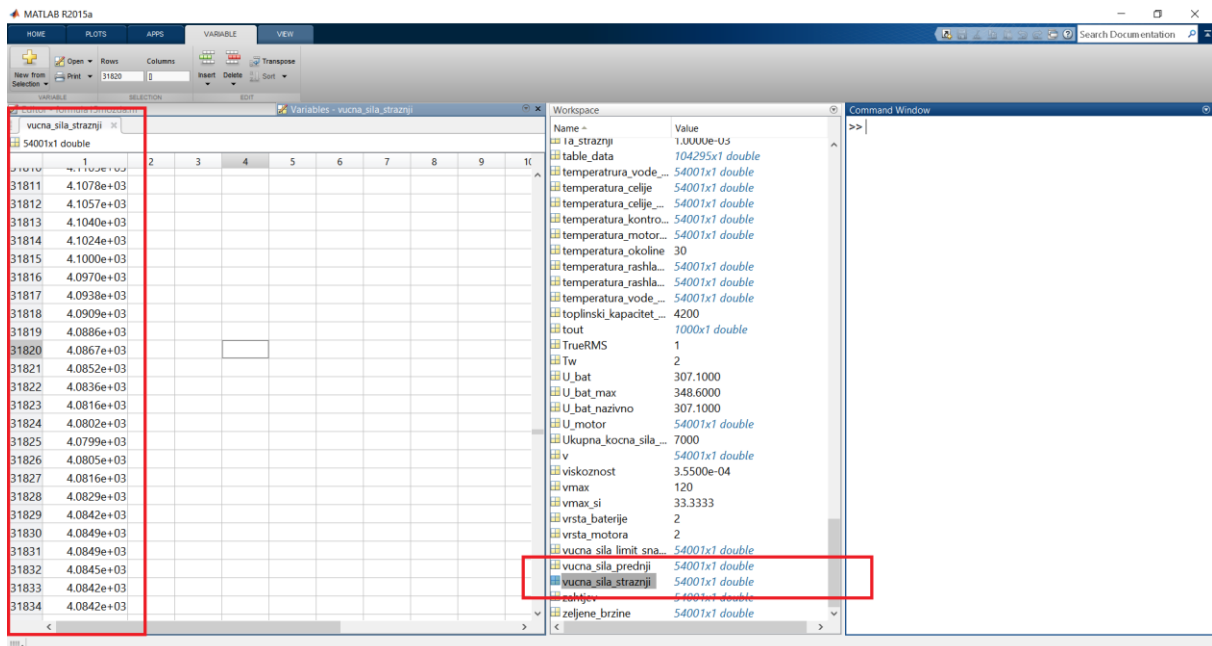 MATLAB R2015a
HOME PLOTS APPS VARIABLE VIEW
Search Documentation
New from Selection
Open Print
Rows Columns
31820
Insert Delete Transpose Sort
VARIABLE SELECTION EDIT
Variables - vucna_sila_straznji
vucna_sila_straznji
54001x1 double
1 2 3 4 5 6 7 8 9
31811 4.1078e+03
31812 4.1057e+03
31813 4.1040e+03
31814 4.1024e+03
31815 4.1000e+03
31816 4.0970e+03
31817 4.0938e+03
31818 4.0909e+03
31819 4.0886e+03
31820 4.0867e+03
31821 4.0852e+03
31822 4.0836e+03
31823 4.0816e+03
31824 4.0802e+03
31825 4.0799e+03
31826 4.0805e+03
31827 4.0816e+03
31828 4.0829e+03
31829 4.0842e+03
31830 4.0849e+03
31831 4.0849e+03
31832 4.0845e+03
31833 4.0842e+03
31834 4.0842e+03
Workspace
Name Value
Ta_straznji 1.0000e-03
table_data 104295x1 double
temperatrura_vode_... 54001x1 double
temperatura_celije 54001x1 double
temperatura_celije_... 54001x1 double
temperatura_kontro... 54001x1 double
temperatura_motor... 54001x1 double
temperatura_okoline 30
temperatura_rashla... 54001x1 double
temperatura_rashla... 54001x1 double
temperatura_vode_... 54001x1 double
toplinski_kapacitet_... 4200
tout 1000x1 double
TrueRMS 1
Tw 2
U_bat 307.1000
U_bat_max 348.6000
U_bat_nazivno 307.1000
U_motor 54001x1 double
Ukupna_kocna_sila_... 7000
v 54001x1 double
viskoznost 3.5500e-04
vmax 120
vmax_si 33.3333
vrsta_baterije 2
vrsta_motora 2
vucna_sila_limit_sna... 54001x1 double
vucna_sila_prednji 54001x1 double
vucna_sila_straznji 54001x1 double
zahtjev 54001x1 double
zeljene_brzine 54001x1 double
Command Window
>>